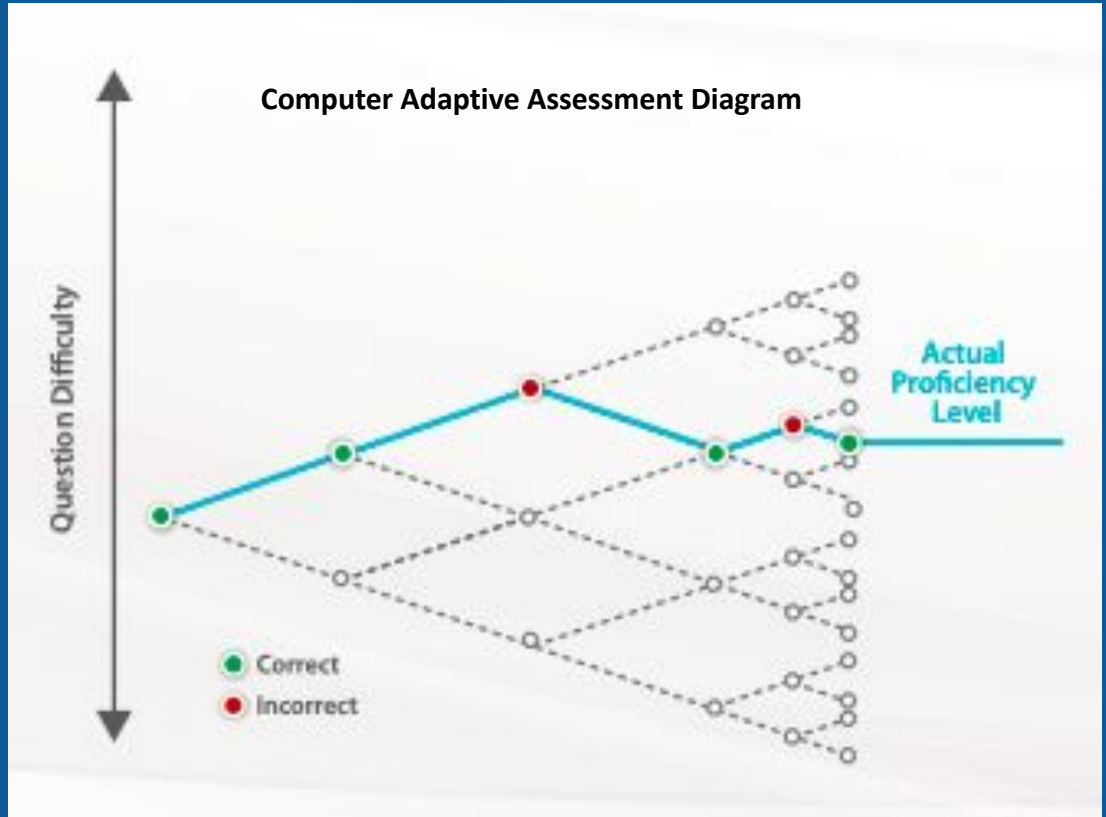 Computer Adaptive Assessment Diagram
Question Difficulty
Actual
Proficiency
Level
Correct
Incorrect